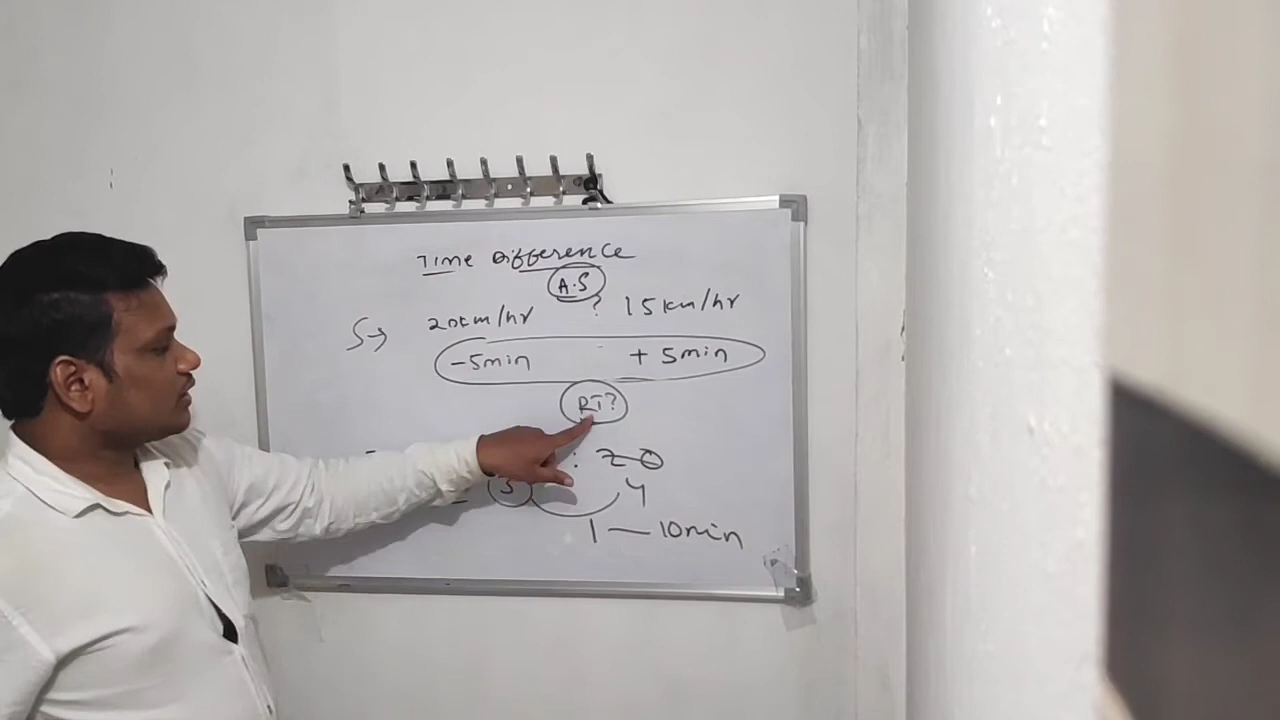 Time Difference
A.S
S→ 20km/hr ? 15km/hr
-5min + 5min
RT?
: 20
3 4
1 — 10min